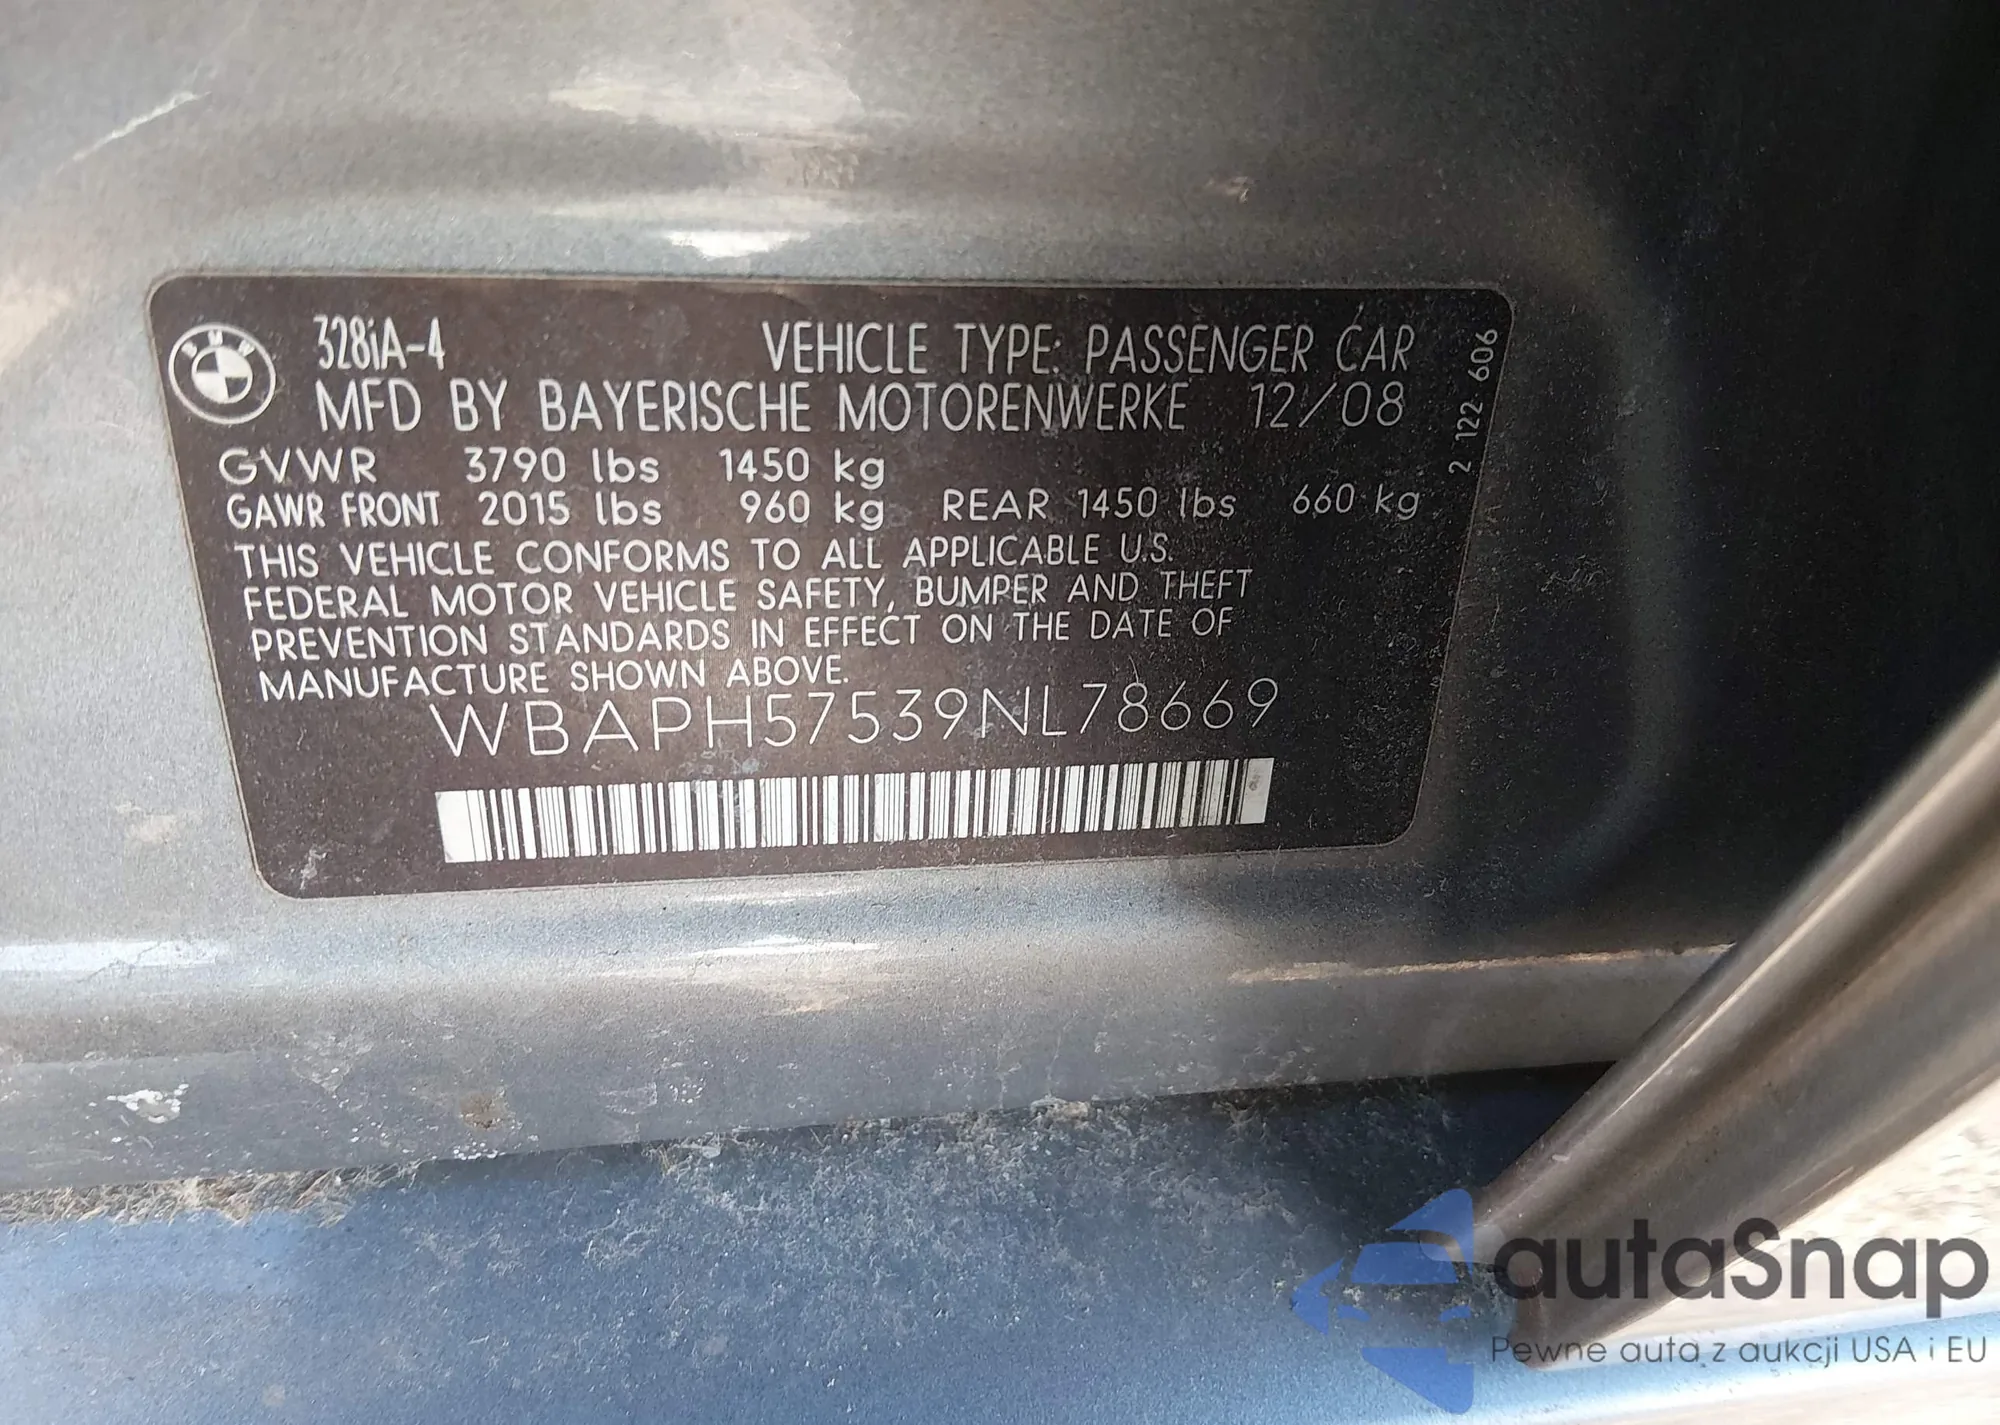 BMW
328iA-4 VEHICLE TYPE: PASSENGER CAR
MFD BY BAYERISCHE MOTORENWERKE 12/08
GVWR 3790 lbs 1450 kg
GAWR FRONT 2015 lbs 960 kg REAR 1450 lbs 660 kg
THIS VEHICLE CONFORMS TO ALL APPLICABLE U.S.
FEDERAL MOTOR VEHICLE SAFETY, BUMPER AND THEFT
PREVENTION STANDARDS IN EFFECT ON THE DATE OF
MANUFACTURE SHOWN ABOVE.
WBAPH57539NL78669
2 122 606
autaSnap
Pewne auta z aukcji USA i EU